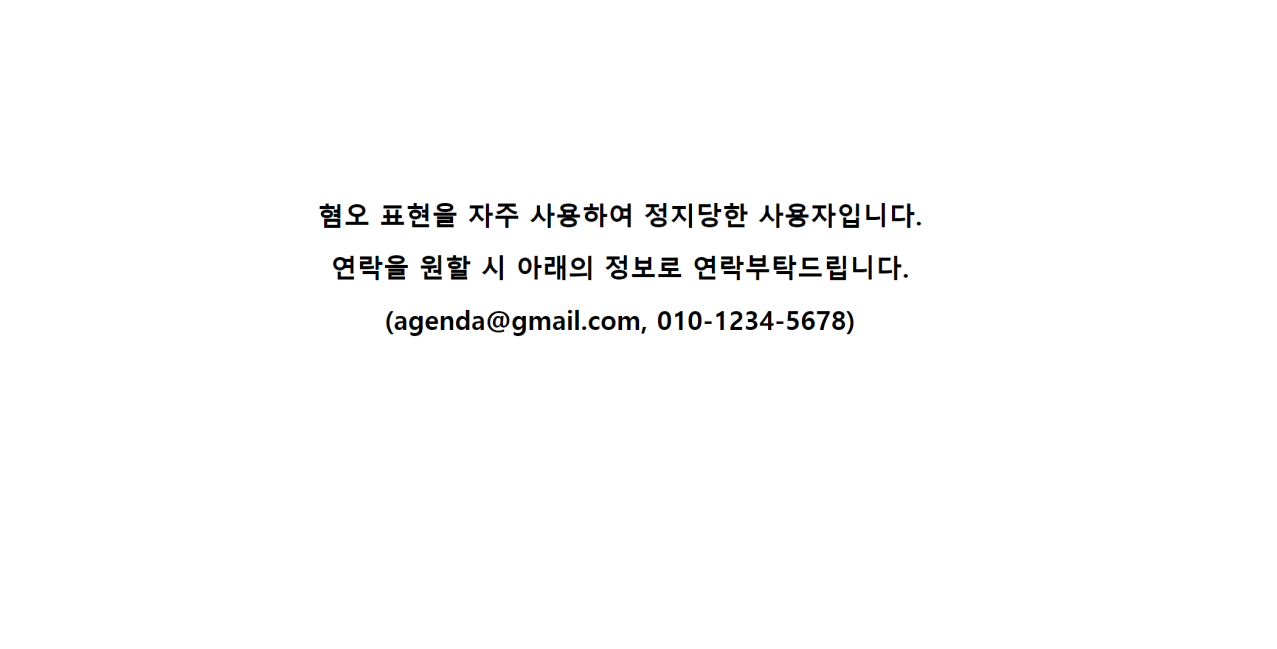 혐오 표현을 자주 사용하여 정지당한 사용자입니다.
연락을 원할 시 아래의 정보로 연락부탁드립니다.
(agenda@gmail.com, 010-1234-5678)